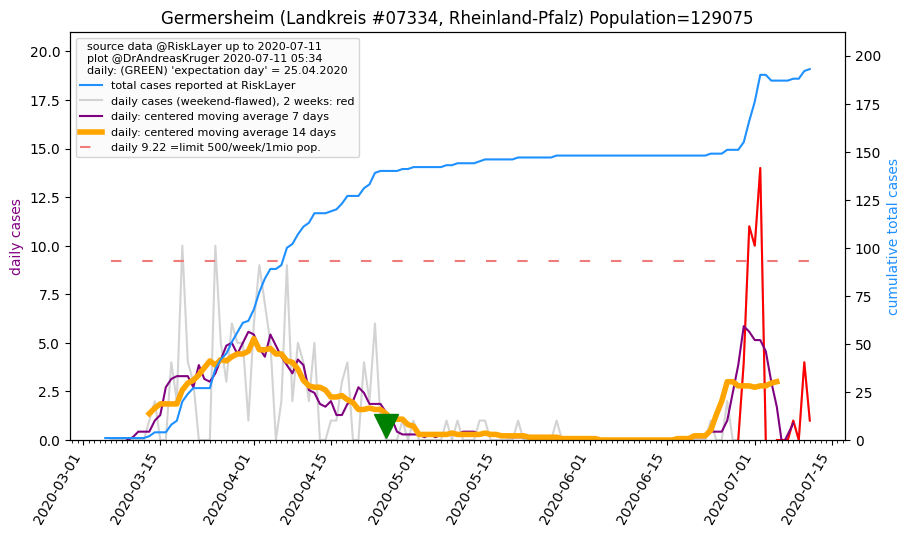 Germersheim (Landkreis #07334, Rheinland-Pfalz) Population=129075
source data @RiskLayer up to 2020-07-11
plot @DrAndreasKruger 2020-07-11 05:34
daily: (GREEN) 'expectation day' = 25.04.2020
total cases reported at RiskLayer
daily cases (weekend-flawed), 2 weeks: red
daily: centered moving average 7 days
daily: centered moving average 14 days
daily 9.22 =limit 500/week/1mio pop.
daily cases
20.0
17.5
15.0
12.5
10.0
7.5
5.0
2.5
0.0
cumulative total cases
200
175
150
125
100
75
50
25
0
2020-03-01
2020-03-15
2020-04-01
2020-04-15
2020-05-01
2020-05-15
2020-06-01
2020-06-15
2020-07-01
2020-07-15